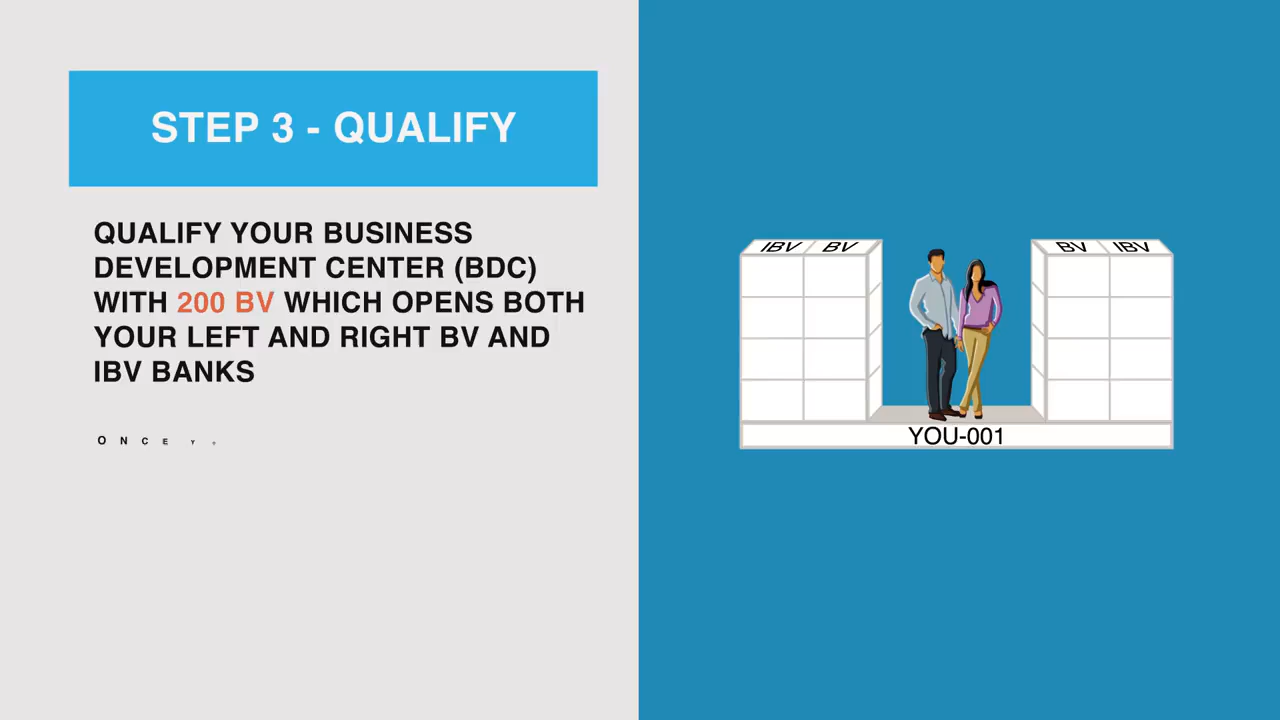 STEP 3 - QUALIFY
QUALIFY YOUR BUSINESS
DEVELOPMENT CENTER (BDC)
WITH 200 BV WHICH OPENS BOTH
YOUR LEFT AND RIGHT BV AND
IBV BANKS
ONCE Y
IBV BV
BV IBV
YOU-001